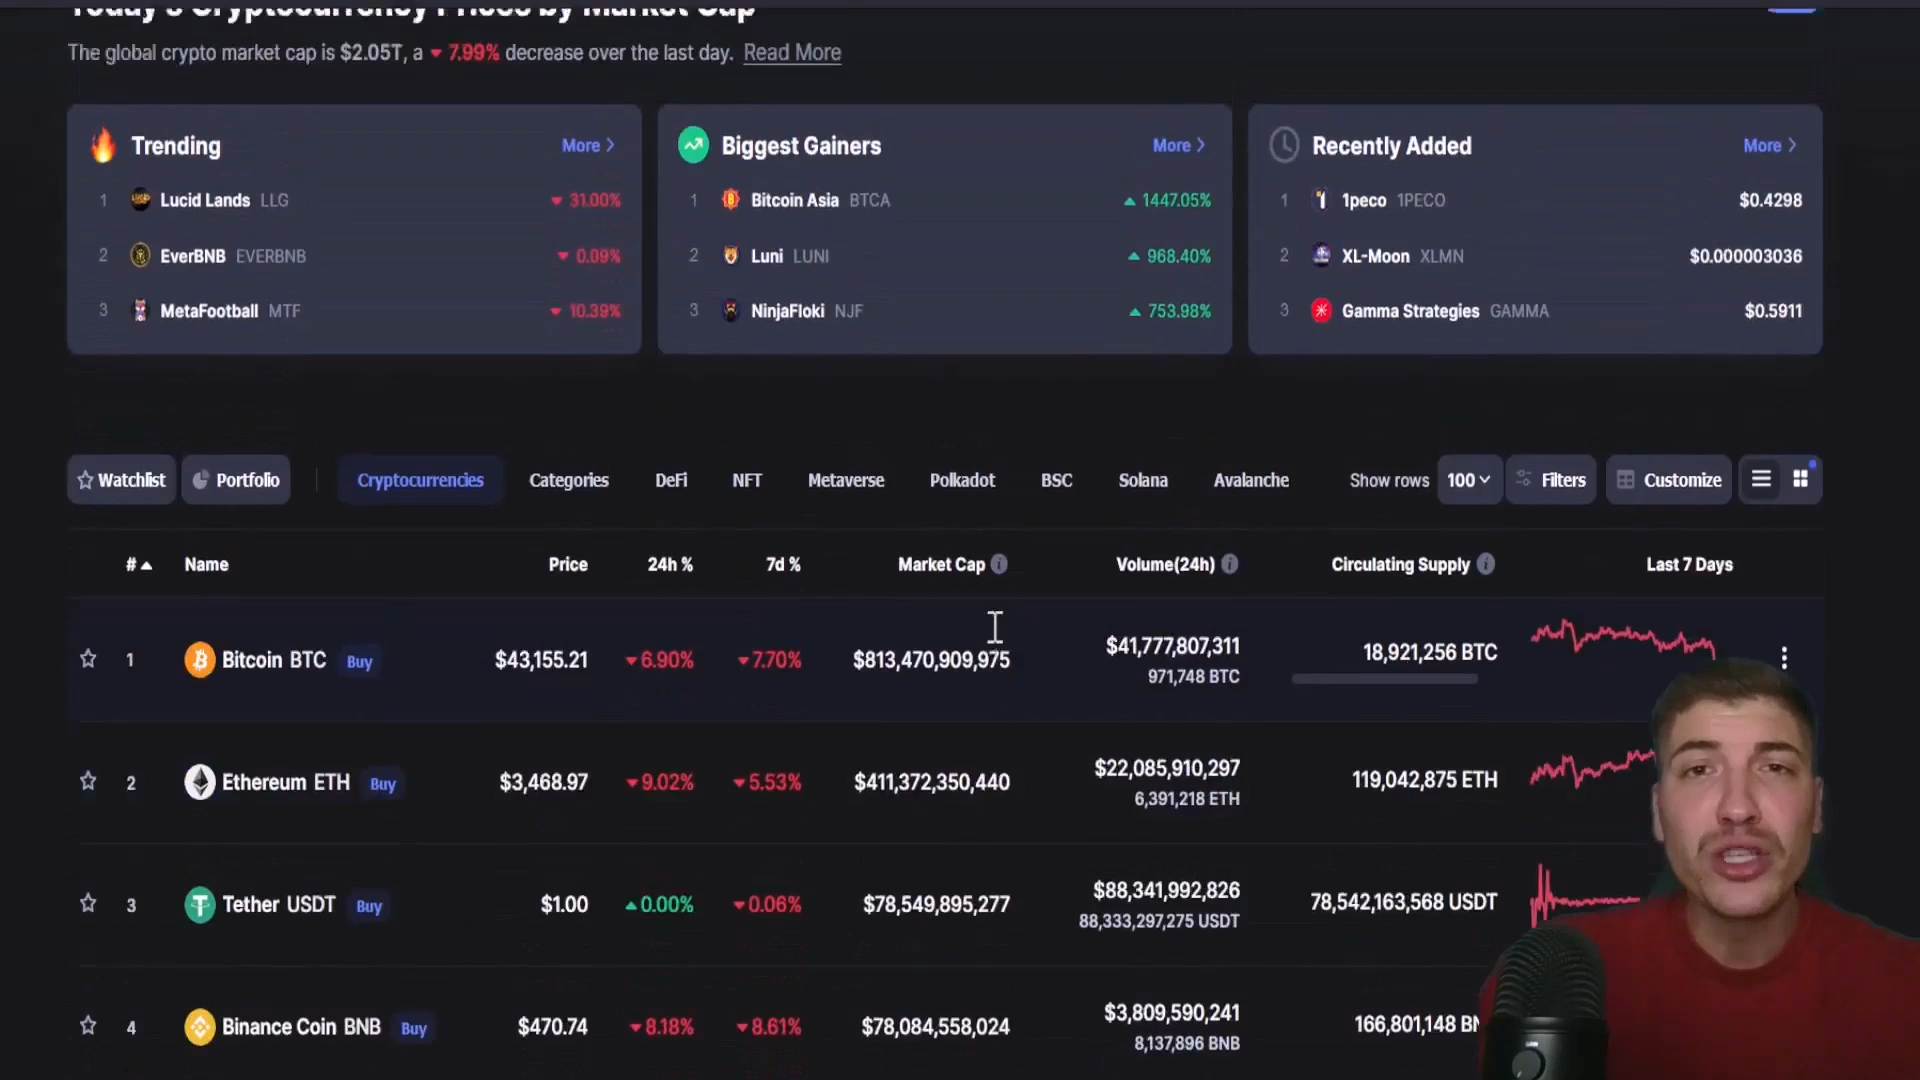 Today's Cryptocurrency Prices by Market Cap
The global crypto market cap is $2.05T, a 7.99% decrease over the last day. Read More
Trending More
1 Lucid Lands LLG 31.00%
2 EverBNB EVERBNB 0.09%
3 MetaFootball MTF 10.39%
Biggest Gainers More
1 Bitcoin Asia BTCA 1447.05%
2 Luni LUNI 968.40%
3 NinjaFloki NJF 753.98%
Recently Added More
1 1peco 1PECO $0.4298
2 XL-Moon XLMN $0.000003036
3 Gamma Strategies GAMMA $0.5911
Watchlist Portfolio Cryptocurrencies Categories DeFi NFT Metaverse Polkadot BSC Solana Avalanche Show rows 100 Filters Customize
# Name Price 24h % 7d % Market Cap Volume(24h) Circulating Supply Last 7 Days
1 Bitcoin BTC Buy $43,155.21 6.90% 7.70% $813,470,909,975 $41,777,807,311 18,921,256 BTC
971,748 BTC
2 Ethereum ETH Buy $3,468.97 9.02% 5.53% $411,372,350,440 $22,085,910,297 119,042,875 ETH
6,391,218 ETH
3 Tether USDT Buy $1.00 0.00% 0.06% $78,549,895,277 $88,341,992,826 78,542,163,568 USDT
88,333,297,275 USDT
4 Binance Coin BNB Buy $470.74 8.18% 8.61% $78,084,558,024 $3,809,590,241 166,801,148 BN
8,137,896 BNB